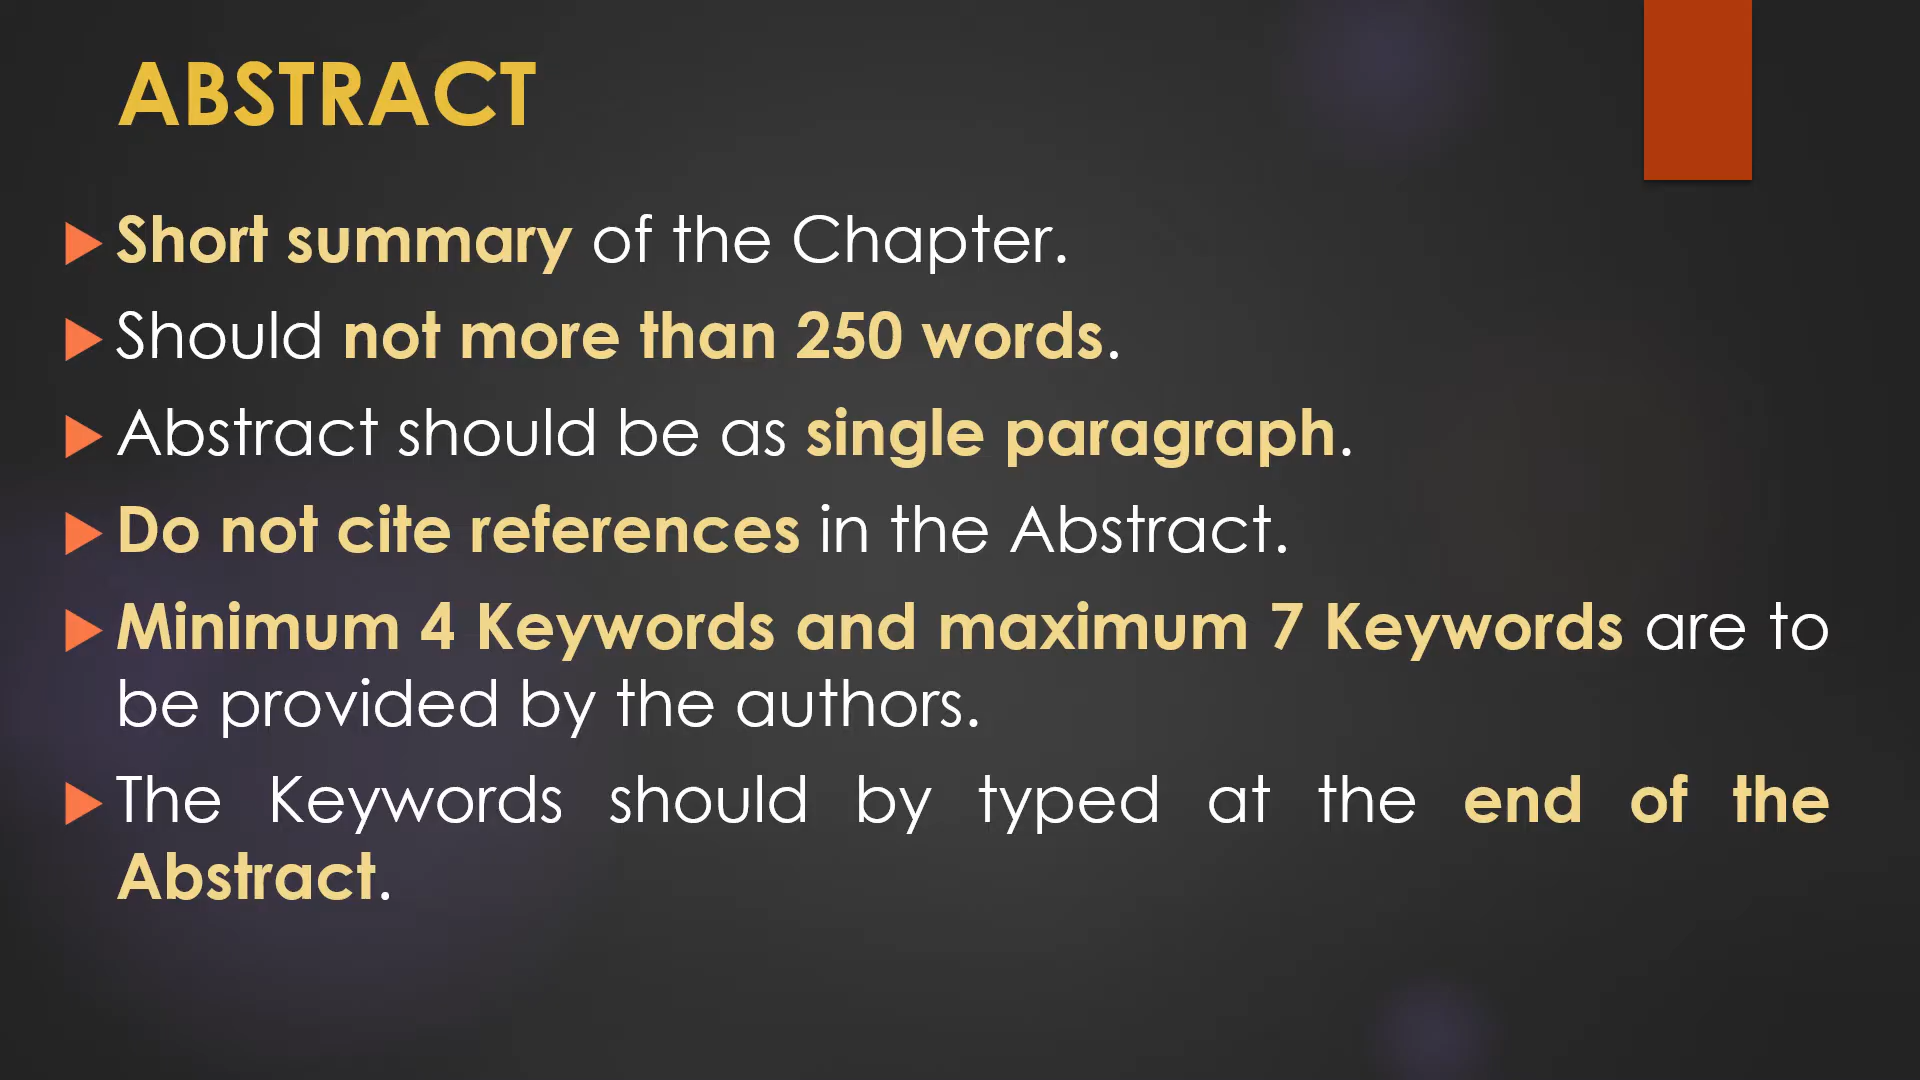 ABSTRACT
Short summary of the Chapter.
Should not more than 250 words.
Abstract should be as single paragraph.
Do not cite references in the Abstract.
Minimum 4 Keywords and maximum 7 Keywords are to
be provided by the authors.
The Keywords should by typed at the end of the
Abstract.